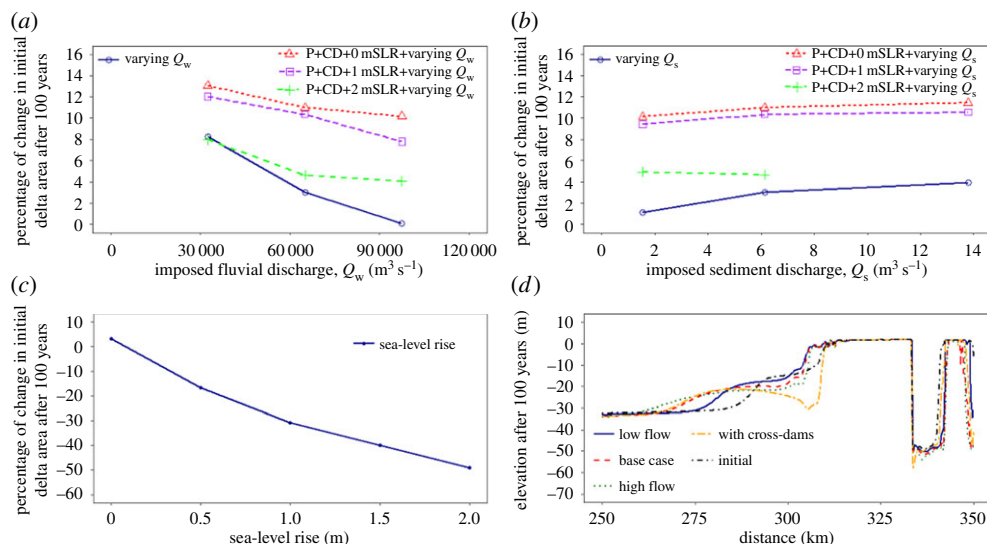 (a)
percentage of change in initial
delta area after 100 years
16
14
12
10
8
6
4
2
0
varying Qw
P+CD+0 mSLR+varying Qw
P+CD+1 mSLR+varying Qw
P+CD+2 mSLR+varying Qw
0 30 000 60 000 90 000 120 000
imposed fluvial discharge, Qw (m³ s⁻¹)
(b)
percentage of change in initial
delta area after 100 years
16
14
12
10
8
6
4
2
0
varying Qs
P+CD+0 mSLR+varying Qs
P+CD+1 mSLR+varying Qs
P+CD+2 mSLR+varying Qs
0 2 4 6 8 10 12 14
imposed sediment discharge, Qs (m³ s⁻¹)
(c)
percentage of change in initial
delta area after 100 years
10
0
–10
–20
–30
–40
–50
–60
sea-level rise
0 0.5 1.0 1.5 2.0
sea-level rise (m)
(d)
elevation after 100 years (m)
10
0
–10
–20
–30
–40
–50
–60
–70
low flow
base case
high flow
with cross-dams
initial
250 275 300 325 350
distance (km)